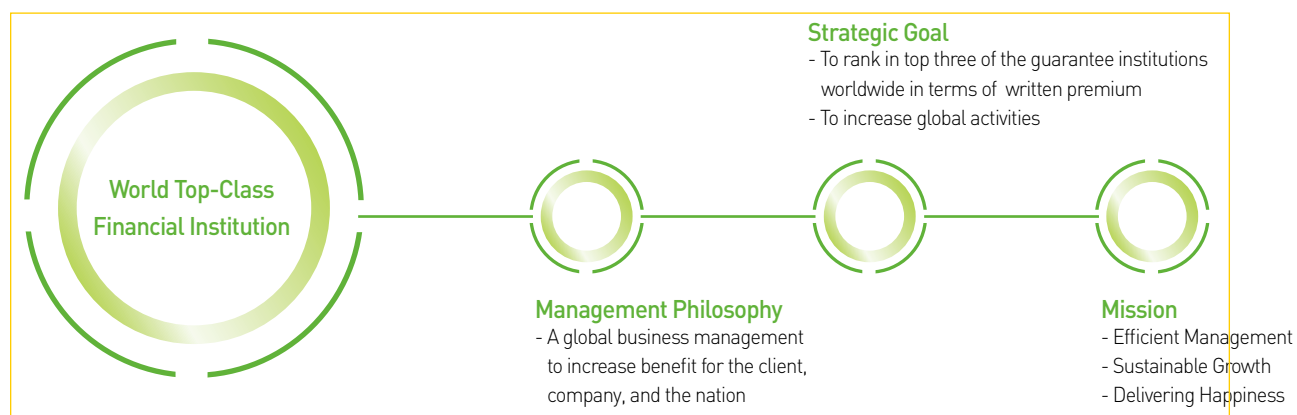 World Top-Class
Financial Institution
Management Philosophy
- A global business management
to increase benefit for the client,
company, and the nation
Strategic Goal
- To rank in top three of the guarantee institutions
worldwide in terms of written premium
- To increase global activities
Mission
- Efficient Management
- Sustainable Growth
- Delivering Happiness